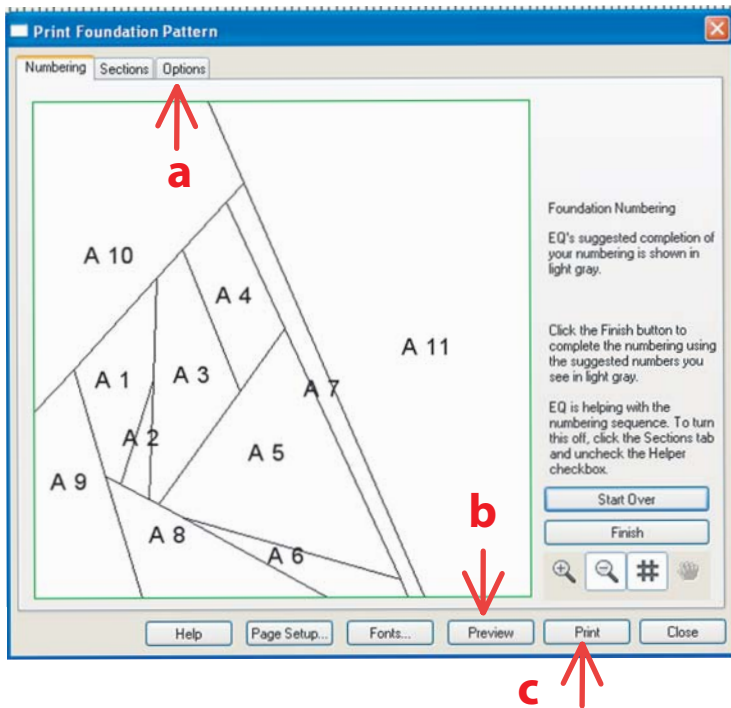 Print Foundation Pattern
Numbering Sections Options
a
A 10
A 4
A 11
A 1
A 3
A 7
A 2
A 5
A 9
A 8
A 6
Foundation Numbering
EQ's suggested completion of
your numbering is shown in
light gray.
Click the Finish button to
complete the numbering using
the suggested numbers you
see in light gray.
EQ is helping with the
numbering sequence. To turn
this off, click the Sections tab
and uncheck the Helper
checkbox.
Start Over
Finish
b
Help Page Setup... Fonts... Preview Print Close
c